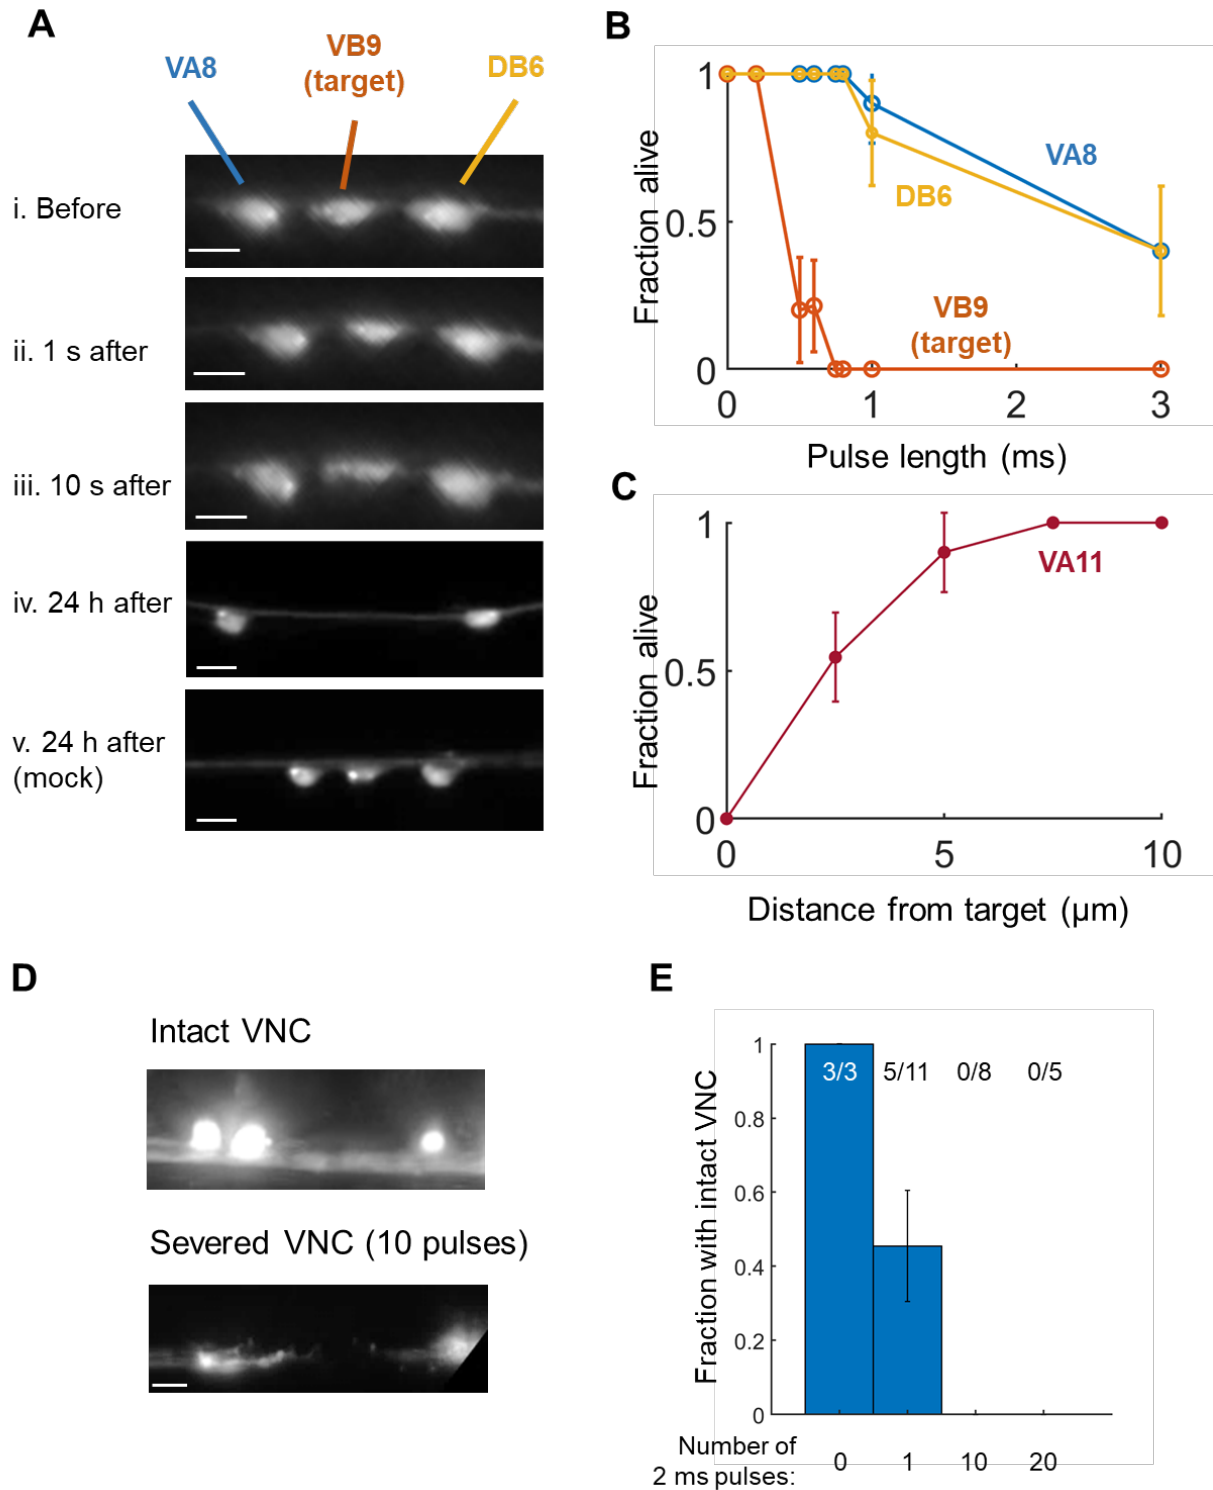 A
VA8
VB9
(target)
DB6
i. Before
ii. 1 s after
iii. 10 s after
iv. 24 h after
v. 24 h after
(mock)
B
Fraction alive
1
0.5
0
0
1
2
3
VA8
DB6
VB9
(target)
Pulse length (ms)
C
Fraction alive
1
0.5
0
0
5
10
VA11
Distance from target (µm)
D
Intact VNC
Severed VNC (10 pulses)
E
Fraction with intact VNC
1
0.8
0.6
0.4
0.2
0
3/3 5/11 0/8 0/5
Number of
2 ms pulses: 0 1 10 20